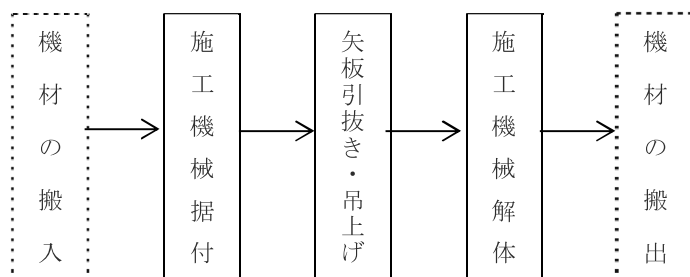 機材の搬入
施工機械据付
矢板引抜き・吊上げ
施工機械解体
機材の搬出